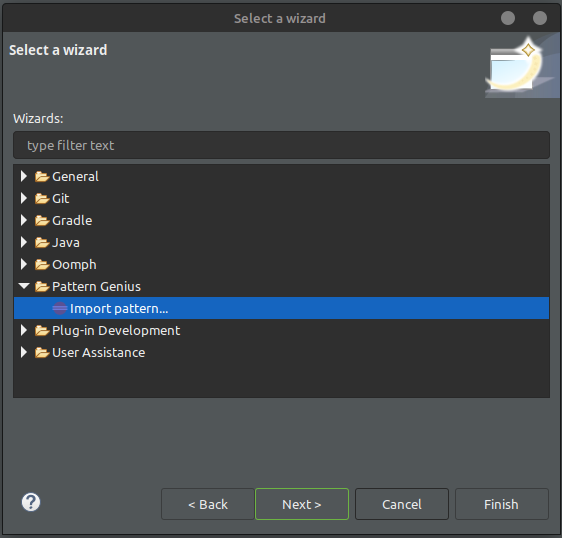 Select a wizard
Select a wizard
Wizards:
type filter text
General
Git
Gradle
Java
Oomph
Pattern Genius
Import pattern...
Plug-in Development
User Assistance
?
< Back
Next >
Cancel
Finish